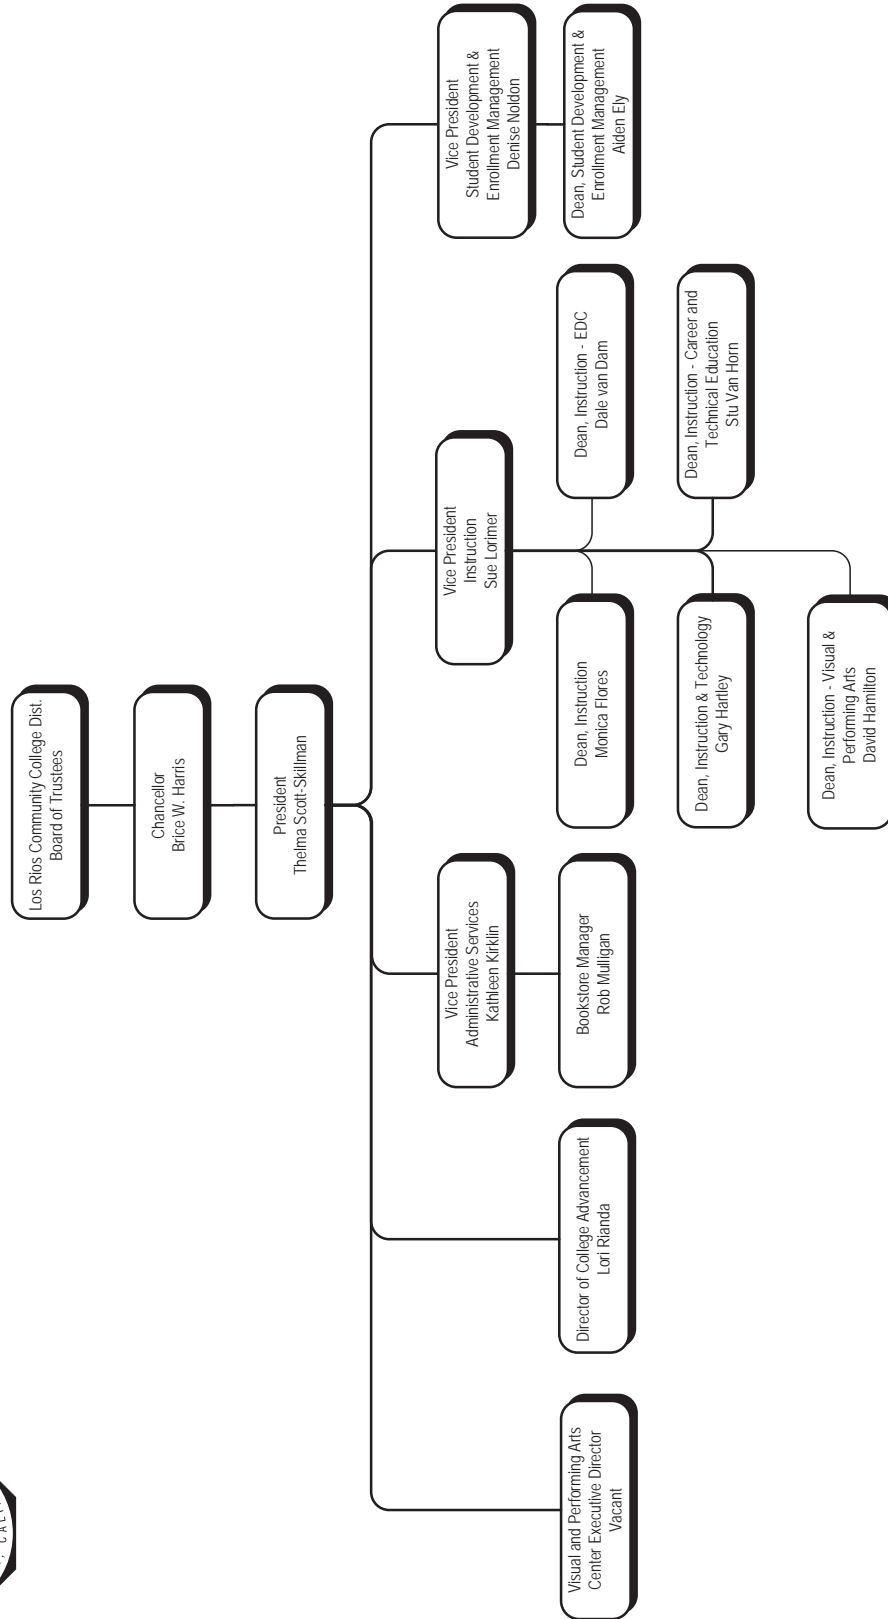 Los Rios Community College Dist.
Board of Trustees
Chancellor
Brice W. Harris
President
Thelma Scott-Skillman
Visual and Performing Arts
Center Executive Director
Vacant
Director of College Advancement
Lori Rianda
Vice President
Administrative Services
Kathleen Kirklin
Bookstore Manager
Rob Mulligan
Vice President
Instruction
Sue Lorimer
Dean, Instruction
Monica Flores
Dean, Instruction - EDC
Dale van Dam
Dean, Instruction & Technology
Gary Hartley
Dean, Instruction - Career and
Technical Education
Stu Van Horn
Dean, Instruction - Visual &
Performing Arts
David Hamilton
Vice President
Student Development &
Enrollment Management
Denise Noldon
Dean, Student Development &
Enrollment Management
Aiden Ely